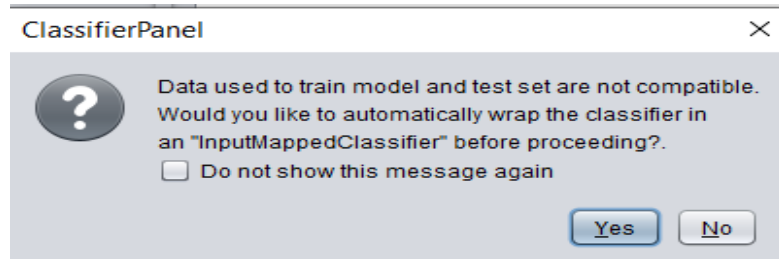 ClassifierPanel
Data used to train model and test set are not compatible.
Would you like to automatically wrap the classifier in
an "InputMappedClassifier" before proceeding?.
Do not show this message again
Yes No